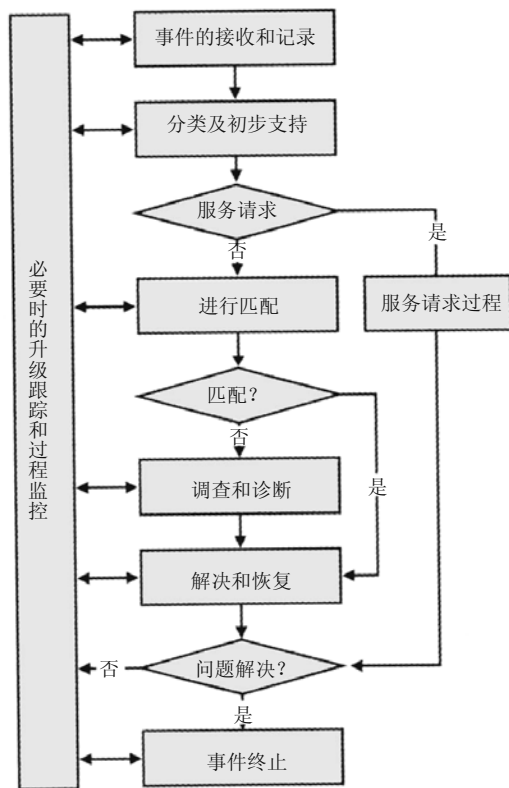 事件的接收和记录
分类及初步支持
服务请求
是
否
服务请求过程
进行匹配
匹配？
否
是
调查和诊断
解决和恢复
问题解决？
否
是
事件终止
必要时的升级跟踪和过程监控